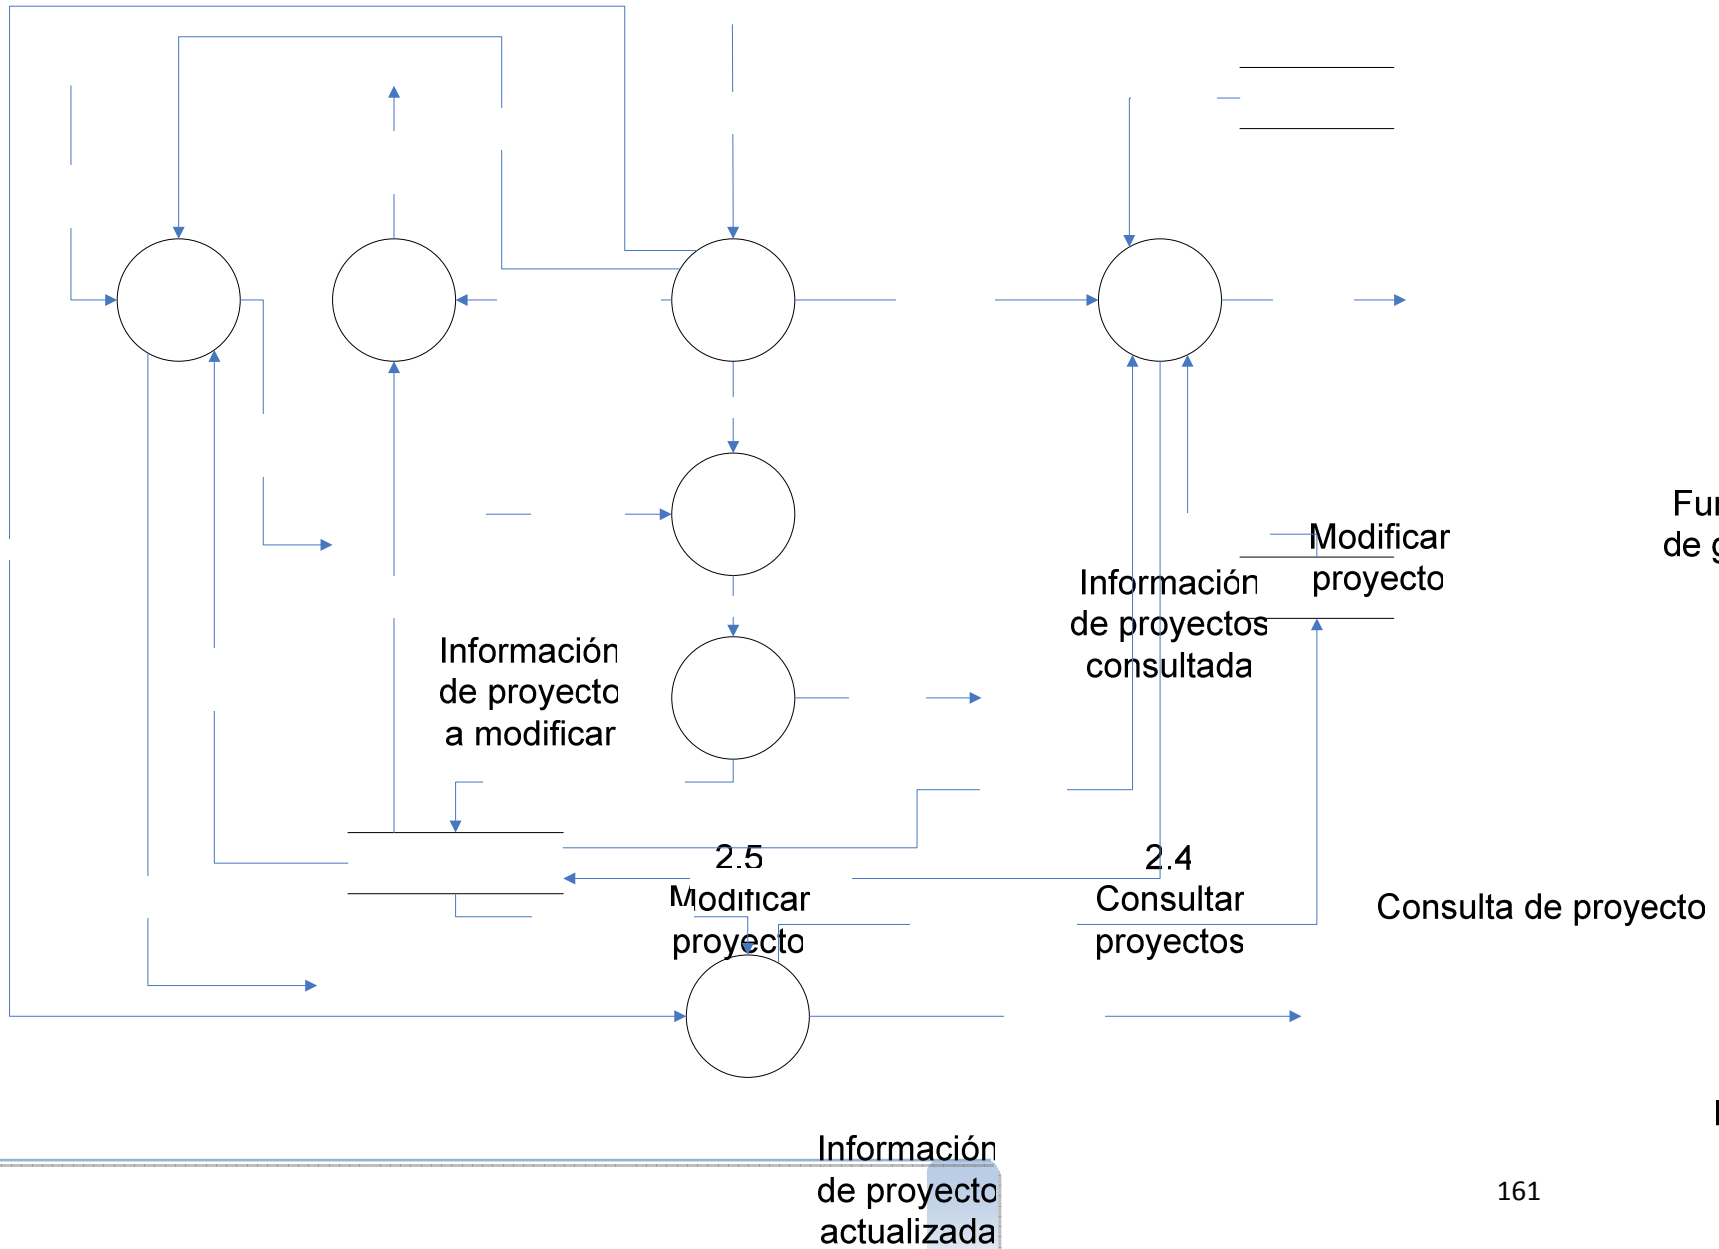 Modificar
proyecto
Información
de proyectos
consultada
Información
de proyecto
a modificar
2.5
Modificar
proyecto
2.4
Consultar
proyectos
Consulta de proyecto
Información
de proyecto
actualizada
161